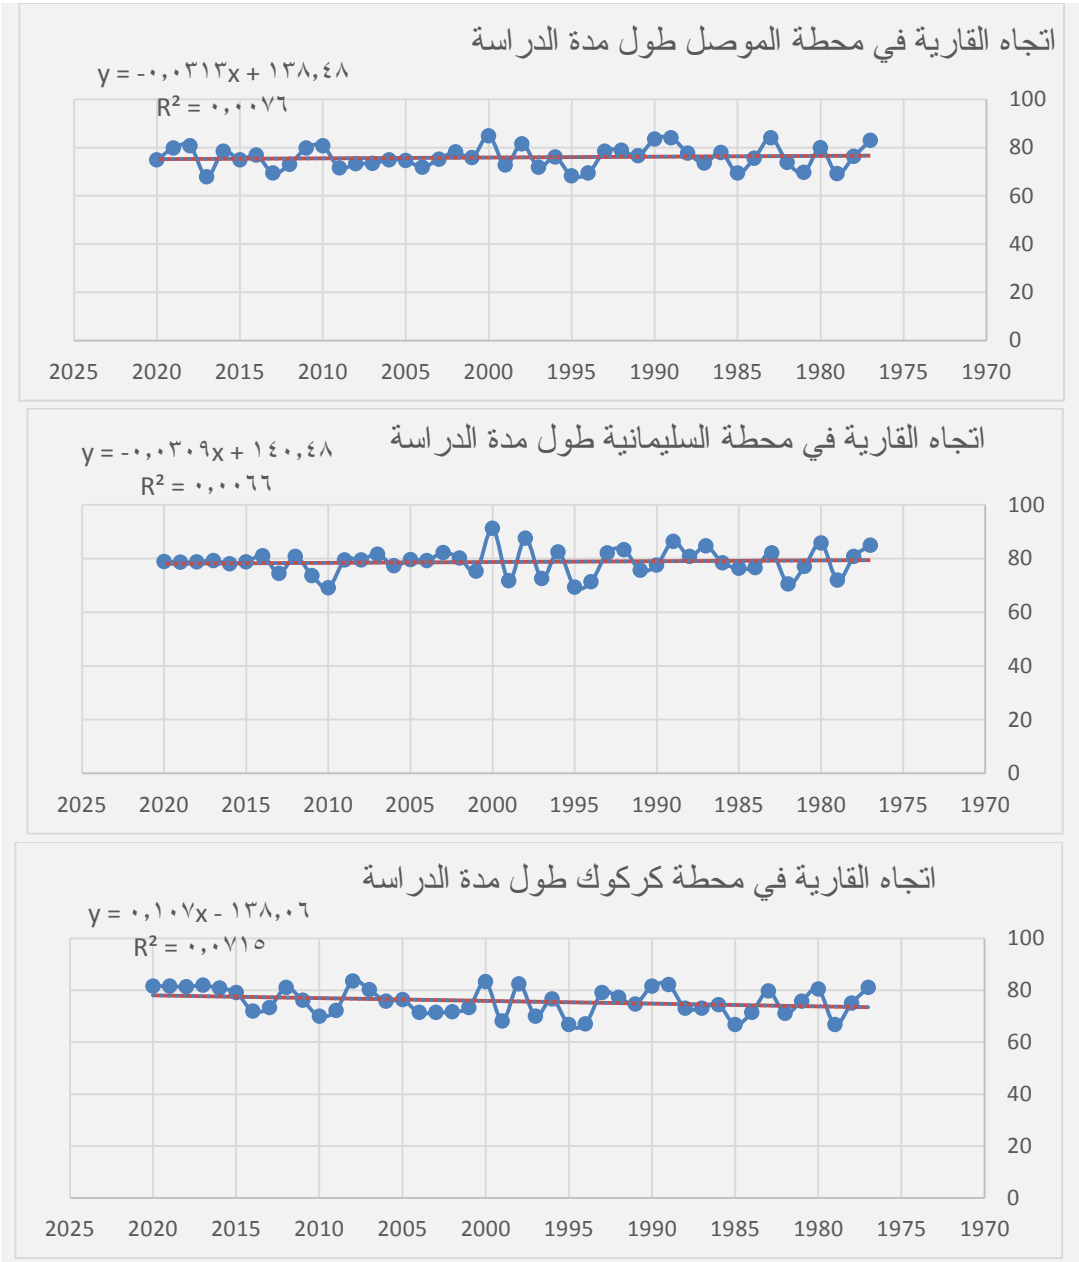 اتجاه القارية في محطة الموصل طول مدة الدراسة
y = -٠,٠٣١٣x + ١٣٨,٤٨
R² = ٠,٠٠٧٦
100
80
60
40
20
0
2025 2020 2015 2010 2005 2000 1995 1990 1985 1980 1975 1970
اتجاه القارية في محطة السليمانية طول مدة الدراسة
y = -٠,٠٣٠٩x + ١٤٠,٤٨
R² = ٠,٠٠٦٦
100
80
60
40
20
0
2025 2020 2015 2010 2005 2000 1995 1990 1985 1980 1975 1970
اتجاه القارية في محطة كركوك طول مدة الدراسة
y = ٠,١٠٧x - ١٣٨,٠٦
R² = ٠,٠٧١٥
100
80
60
40
20
0
2025 2020 2015 2010 2005 2000 1995 1990 1985 1980 1975 1970